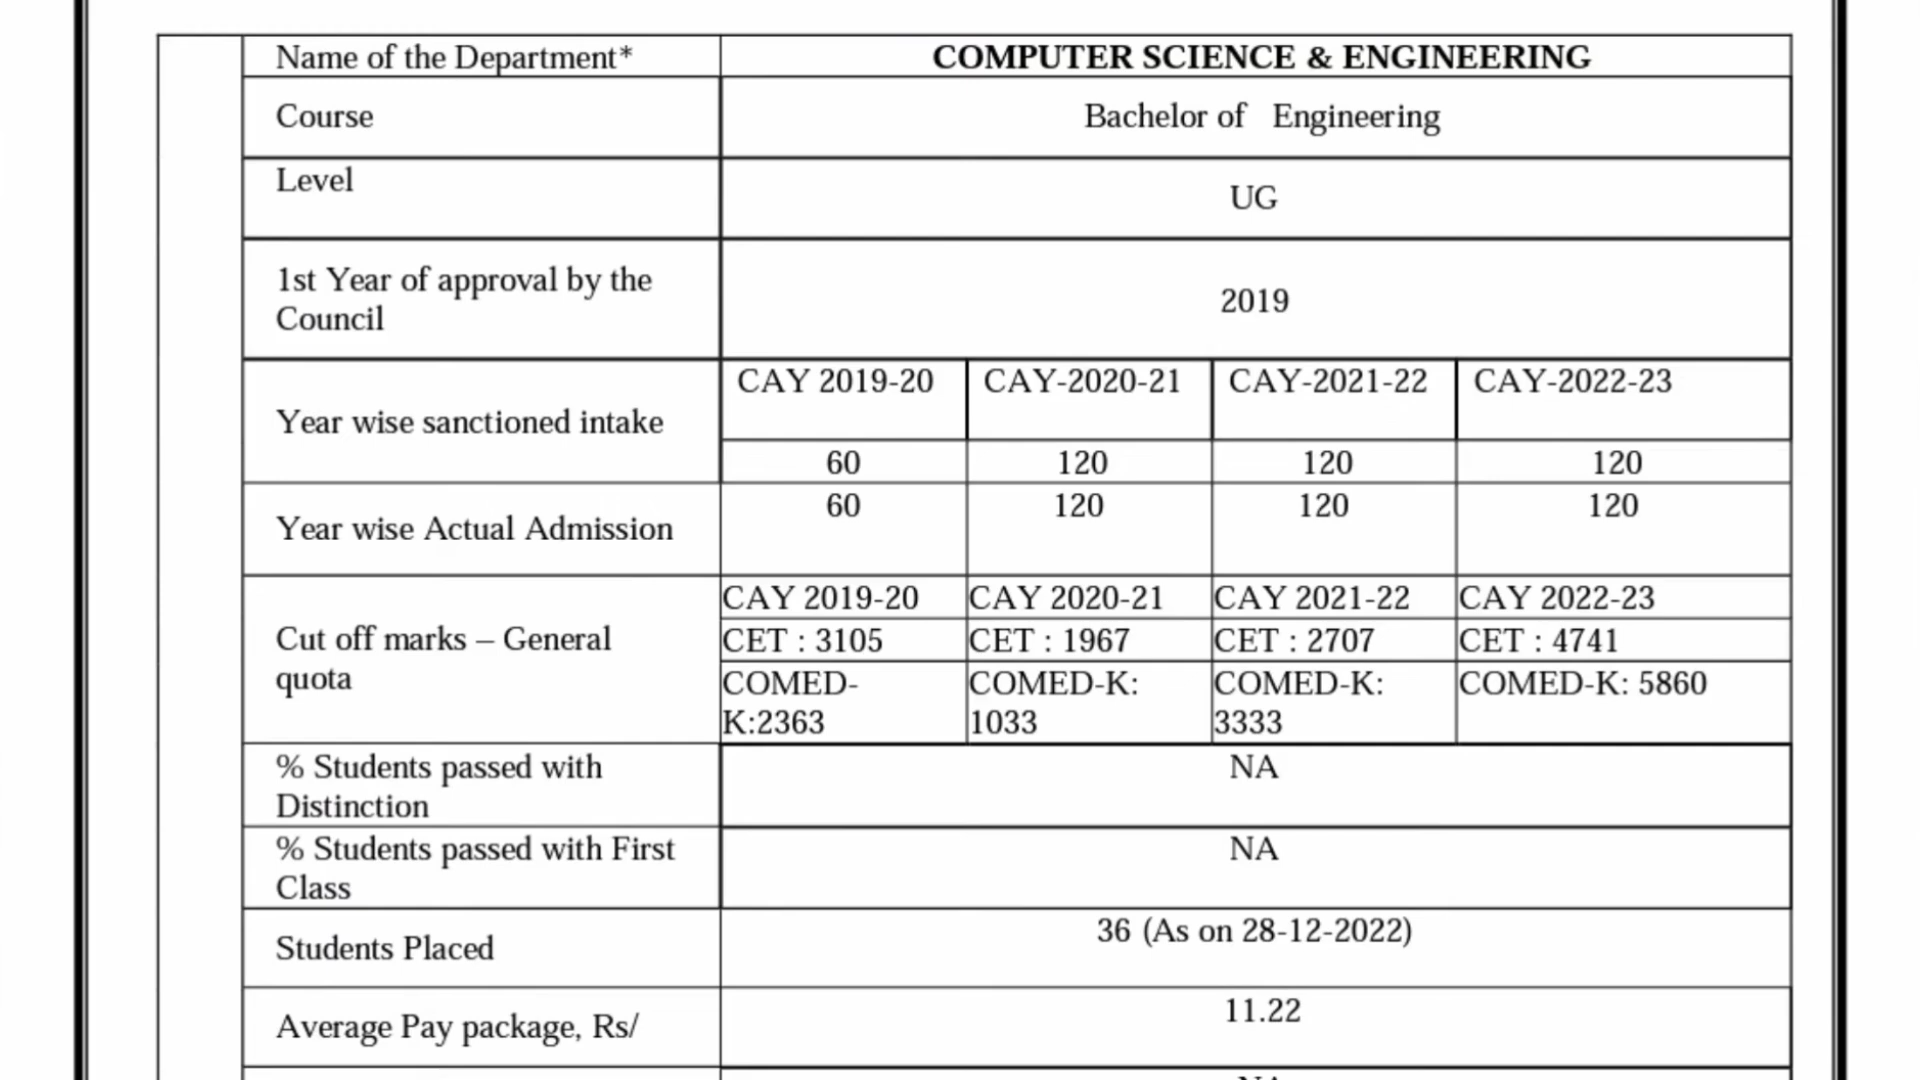 Name of the Department*
COMPUTER SCIENCE & ENGINEERING
Course
Bachelor of Engineering
Level
UG
1st Year of approval by the
Council
2019
Year wise sanctioned intake
CAY 2019-20 CAY-2020-21 CAY-2021-22 CAY-2022-23
60 120 120 120
Year wise Actual Admission
60 120 120 120
Cut off marks – General
quota
CAY 2019-20 CAY 2020-21 CAY 2021-22 CAY 2022-23
CET : 3105 CET : 1967 CET : 2707 CET : 4741
COMED- COMED-K: COMED-K: COMED-K: 5860
K:2363 1033 3333
% Students passed with
Distinction
NA
% Students passed with First
Class
NA
Students Placed
36 (As on 28-12-2022)
Average Pay package, Rs/
11.22